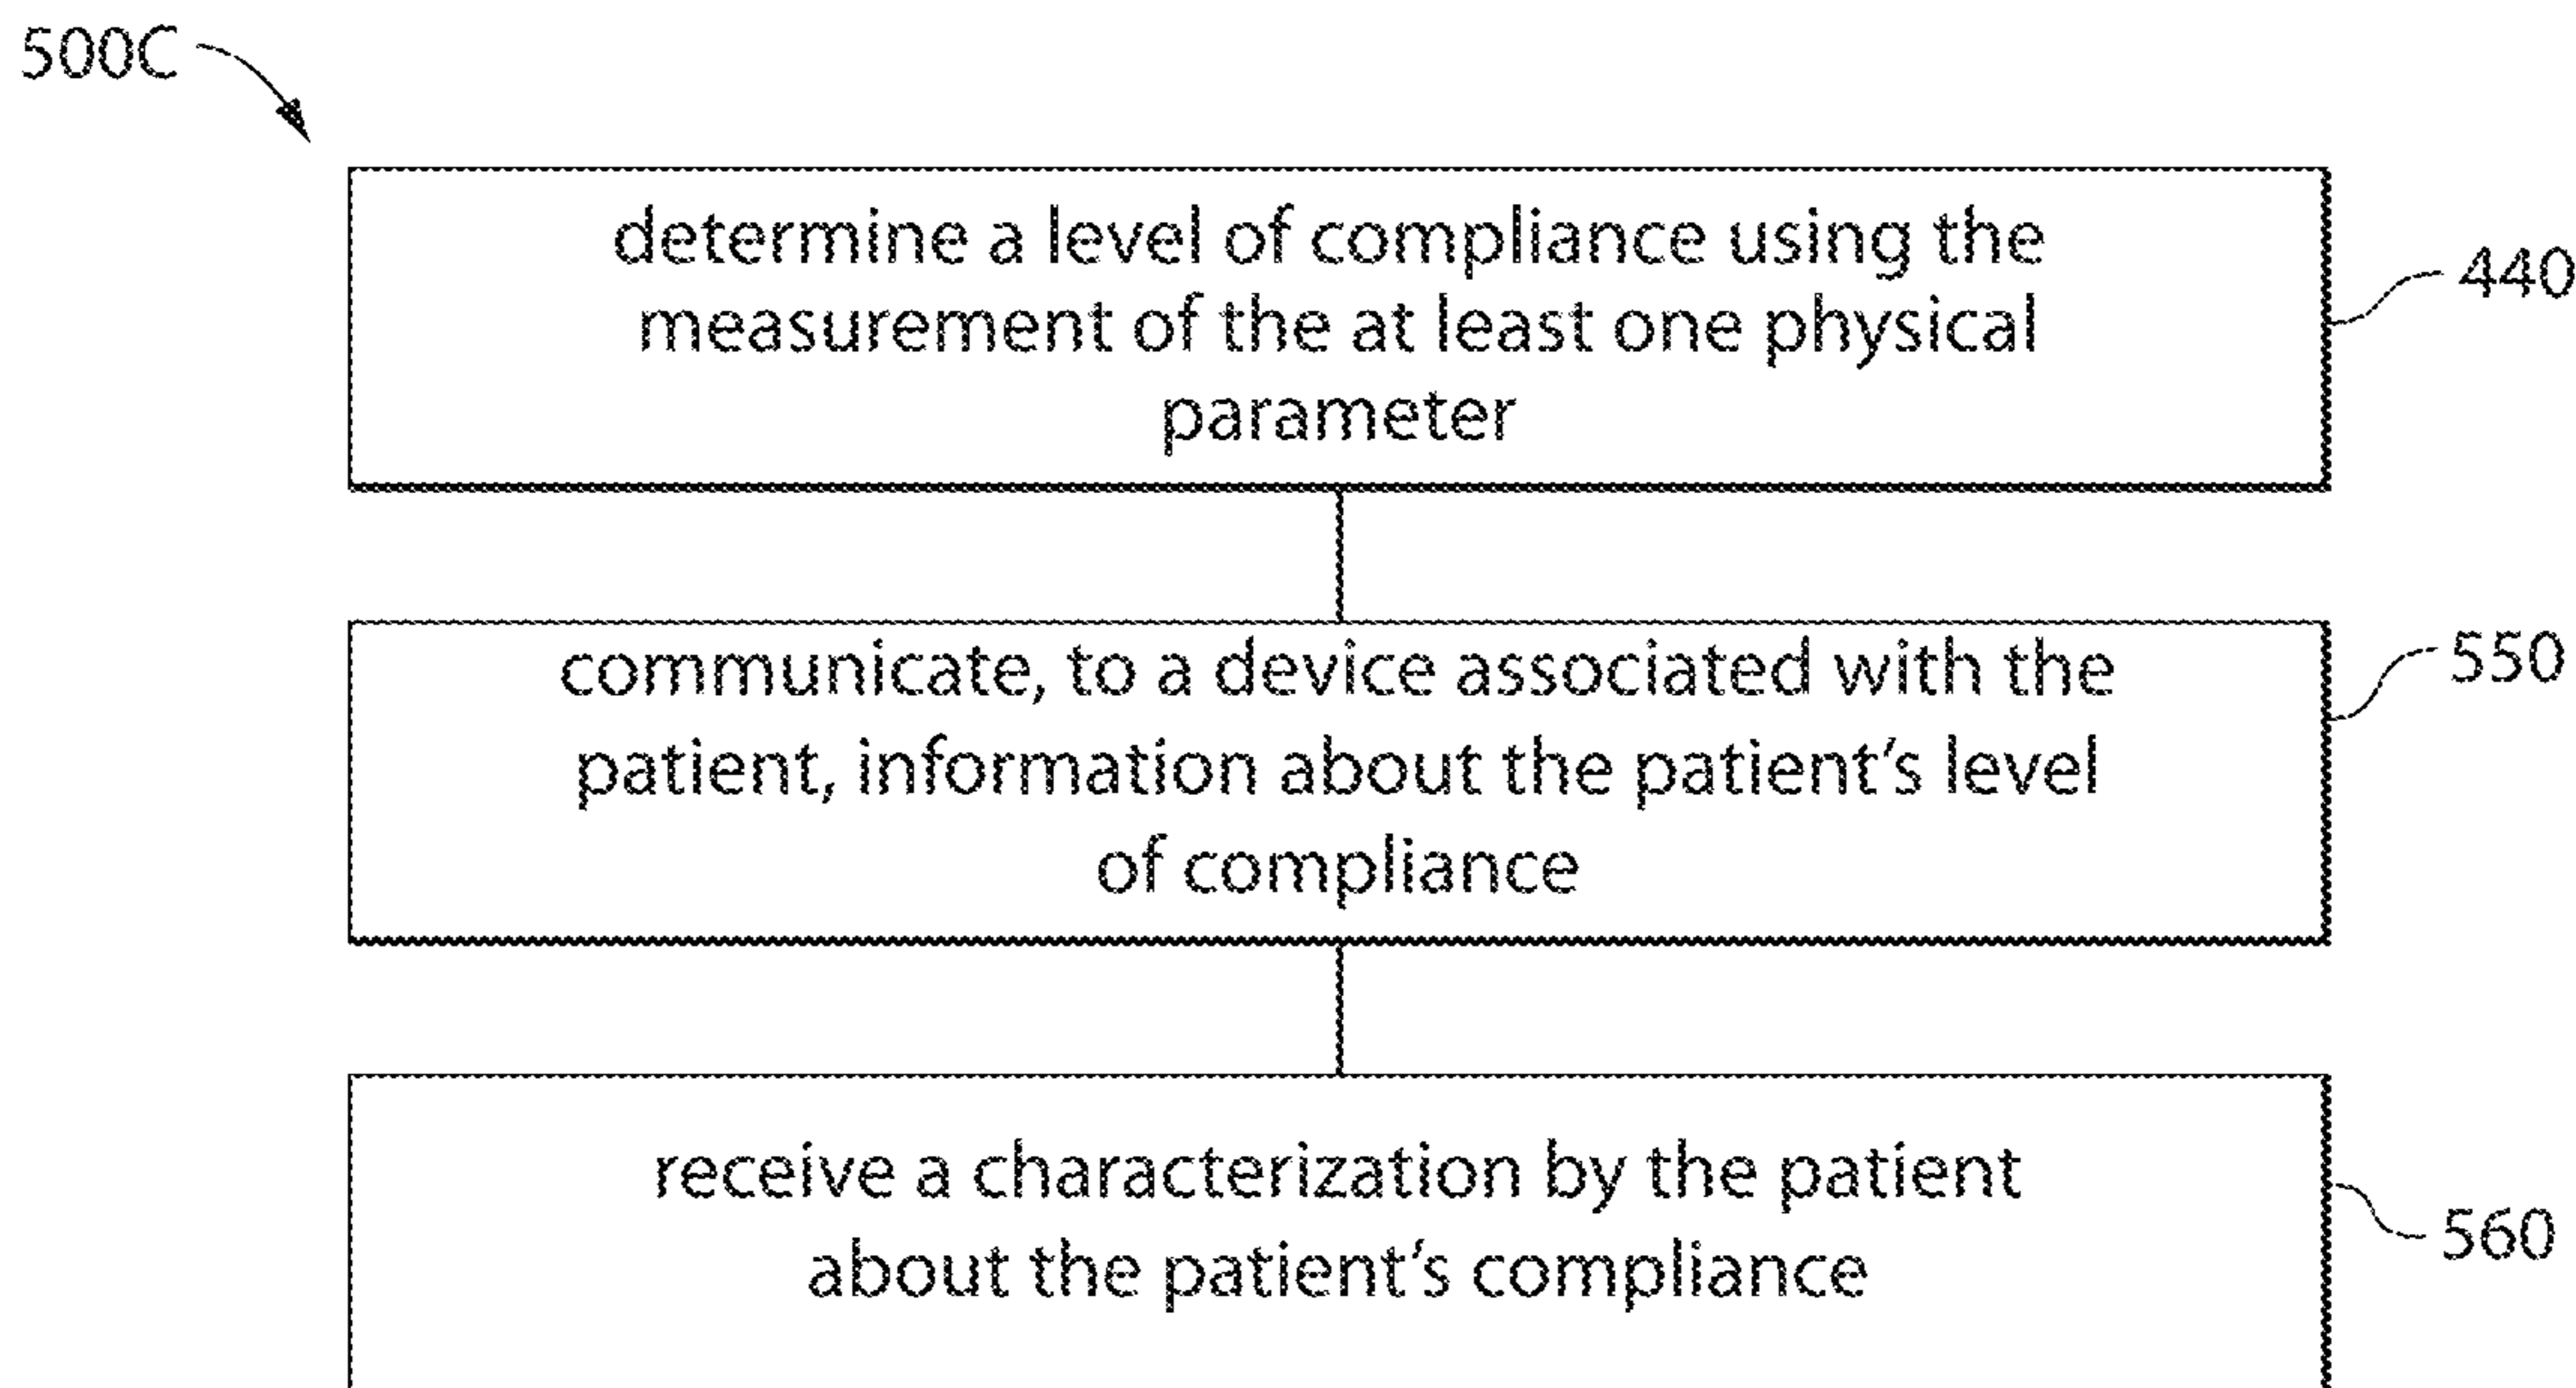 500C
determine a level of compliance using the
measurement of the at least one physical
parameter
440
communicate, to a device associated with the
patient, information about the patient's level
of compliance
550
receive a characterization by the patient
about the patient's compliance
560